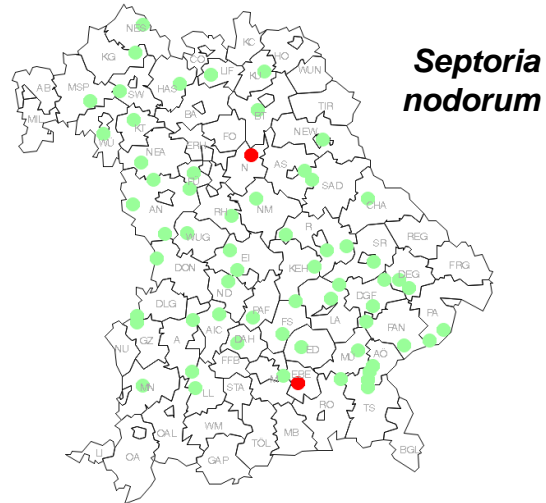 Septoria
nodorum
NES
KC
CO
HO
KG
LIF
KU
WUN
HAS
AB
MSP
SW
BA
BT
TIR
MIL
KT
FO
NEW
WÜ
NEA
ERH
N
AS
FÜ
SAD
AN
RH
NM
CHA
WUG
R
REG
EI
SR
DON
KEH
FRG
DEG
ND
DGF
DLG
PAF
PA
AIC
FS
LA
PAN
NU
GZ
A
DAH
ED
MÜ
AÖ
FFB
EBE
MN
LL
STA
RO
TS
WM
OAL
TÖL
MB
LI
OA
GAP
BGL